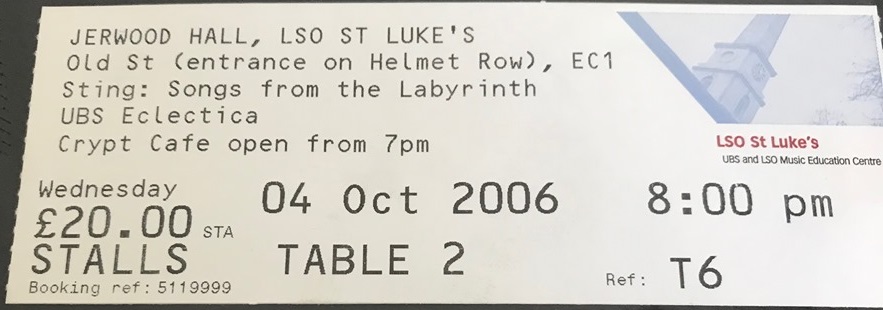 JERWOOD HALL, LSO ST LUKE'S
Old St (entrance on Helmet Row), EC1
Sting: Songs from the Labyrinth
UBS Eclectica
Crypt Cafe open from 7pm
LSO St Luke's
UBS and LSO Music Education Centre
Wednesday
£20.00 STA 04 Oct 2006 8:00 pm
STALLS TABLE 2 Ref: T6
Booking ref: 5119999